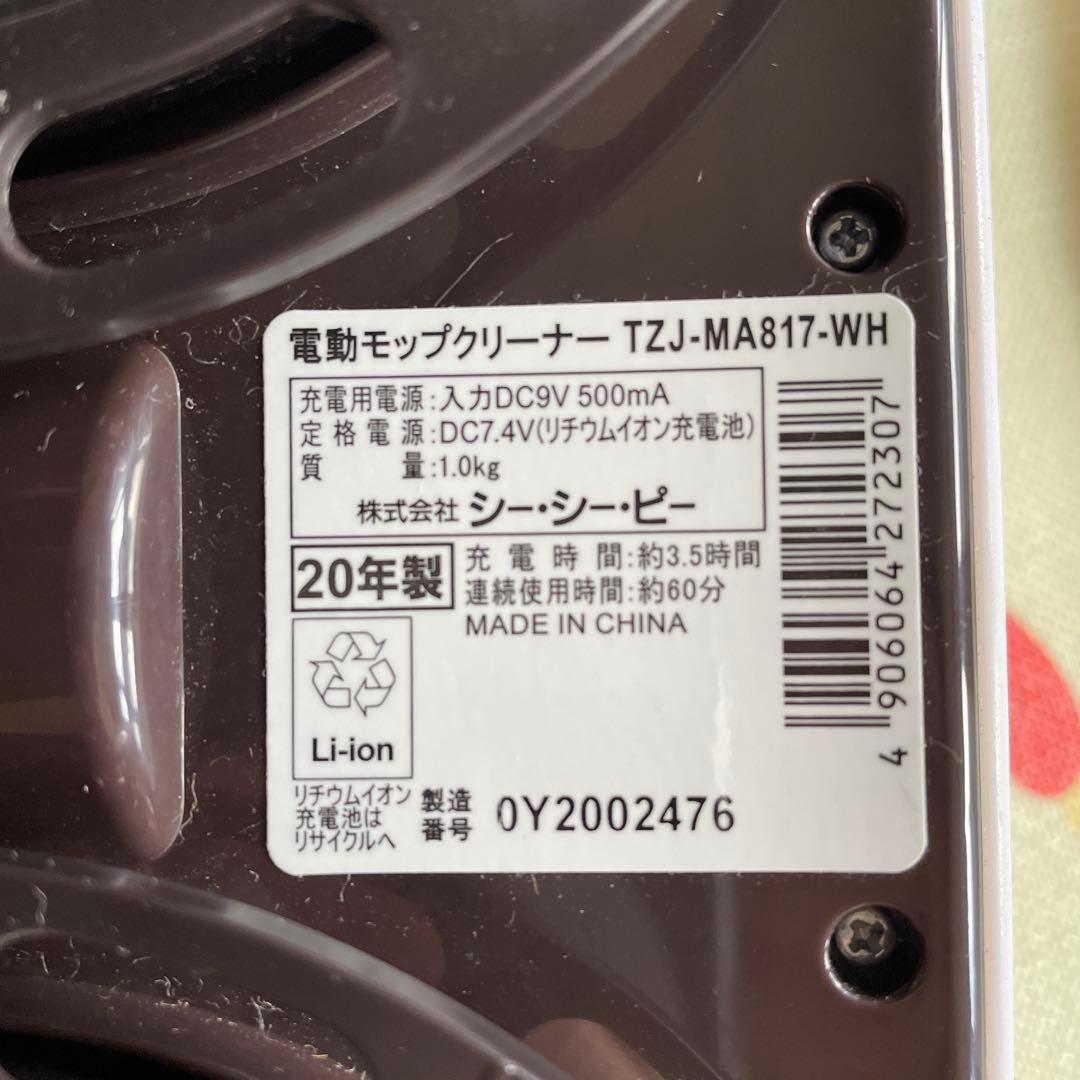 電動モップクリーナー TZJ-MA817-WH
充電用電源:入力DC9V 500mA
定格電源:DC7.4V(リチウムイオン充電池)
質量:1.0kg
株式会社 シー・シー・ピー
20年製
充電時間:約3.5時間
連続使用時間:約60分
MADE IN CHINA
Li-ion
リチウムイオン
充電池は
リサイクルへ
製造
番号
0Y2002476
4906064272307